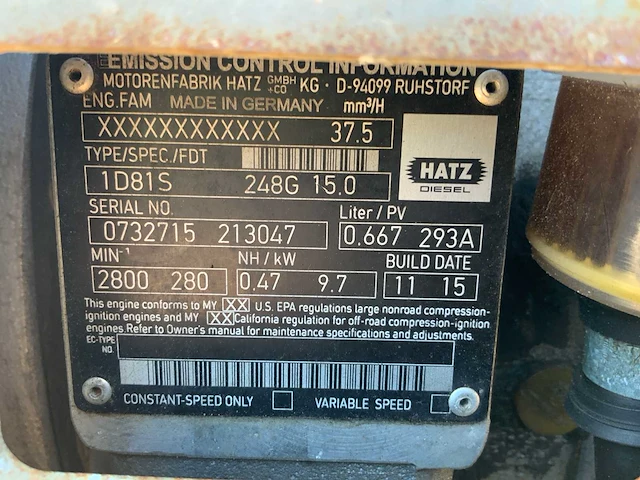 EMISSION CONTROL INFORMATION
MOTORENFABRIK HATZ GMBH +CO KG · D-94099 RUHSTORF
ENG.FAM MADE IN GERMANY mm³/H
XXXXXXXXXXXX 37.5
TYPE/SPEC./FDT
1D81S 248G 15.0
HATZ
DIESEL
SERIAL NO. Liter / PV
0732715 213047 0.667 293A
MIN-¹ NH / kW BUILD DATE
2800 280 0.47 9.7 11 15
This engine conforms to MY XX U.S. EPA regulations large nonroad compression-
ignition engines and MY XX California regulation for off-road compression-ignition
engines. Refer to Owner's manual for maintenance specifications and adjustments.
EC-TYPE
NO.
CONSTANT-SPEED ONLY VARIABLE SPEED